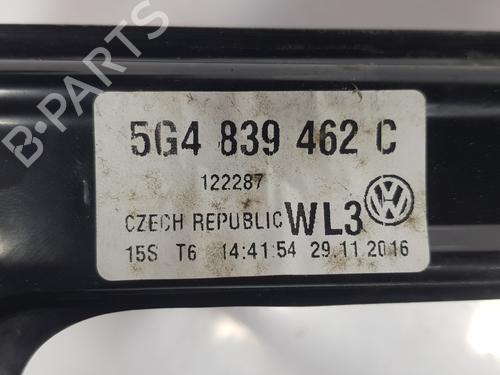 5G4 839 462 C
122287
CZECH REPUBLIC WL3
15S T6 14:41:54 29.11.2016
B-PARTS